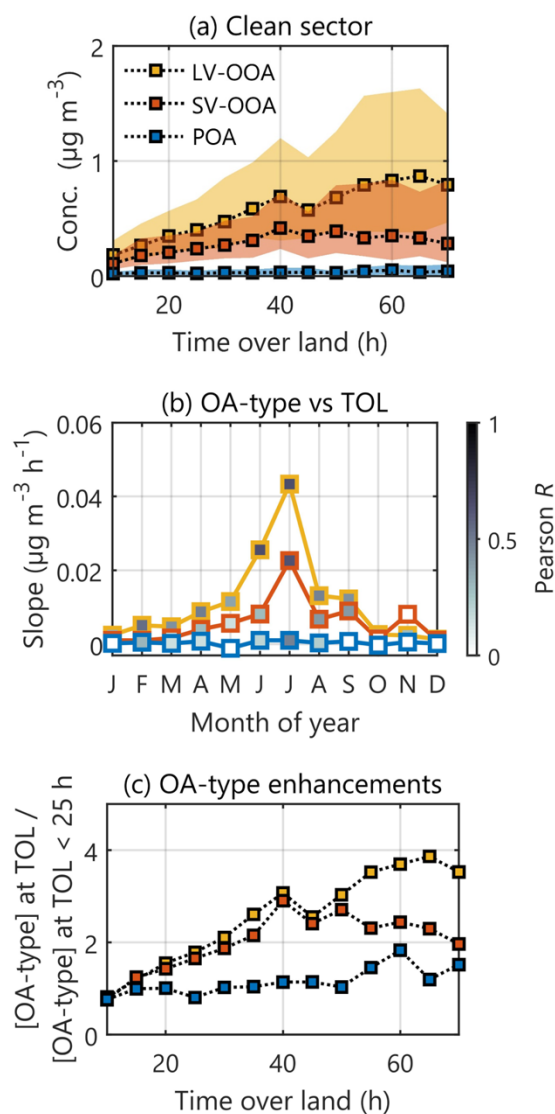 (a) Clean sector
2
1
0
Conc. (µg m⁻³)
LV-OOA
SV-OOA
POA
20 40 60
Time over land (h)
(b) OA-type vs TOL
0.06
0.04
0.02
0
Slope (µg m⁻³ h⁻¹)
J F M A M J J A S O N D
Month of year
1
0.5
0
Pearson R
(c) OA-type enhancements
4
2
0
[OA-type] at TOL /
[OA-type] at TOL < 25 h
20 40 60
Time over land (h)